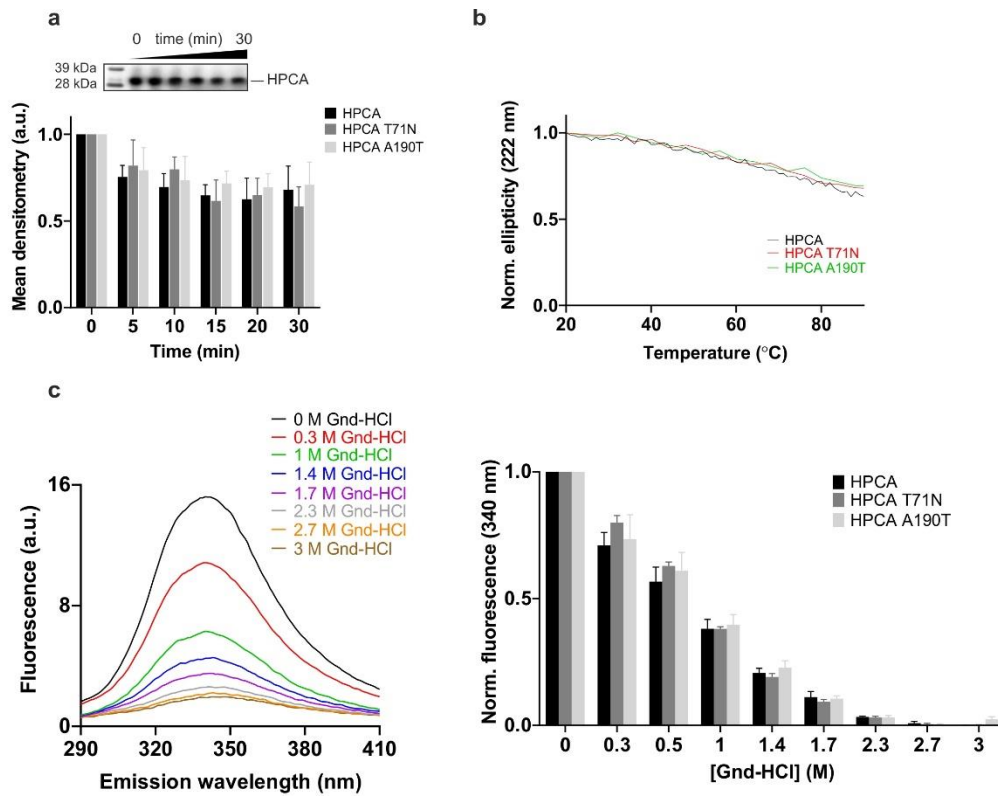 a
0 time (min) 30
39 kDa
28 kDa
HPCA
HPCA
HPCA T71N
HPCA A190T
Mean densitometry (a.u.)
1.0
0.5
0.0
0 5 10 15 20 30
Time (min)
b
Norm. ellipticity (222 nm)
1.0
0.5
0.0
HPCA
HPCA T71N
HPCA A190T
20 40 60 80
Temperature (°C)
c
0 M Gnd-HCl
0.3 M Gnd-HCl
1 M Gnd-HCl
1.4 M Gnd-HCl
1.7 M Gnd-HCl
2.3 M Gnd-HCl
2.7 M Gnd-HCl
3 M Gnd-HCl
Fluorescence (a.u.)
16
8
0
290 320 350 380 410
Emission wavelength (nm)
Norm. fluorescence (340 nm)
1.0
0.5
0.0
HPCA
HPCA T71N
HPCA A190T
0 0.3 0.5 1 1.4 1.7 2.3 2.7 3
[Gnd-HCl] (M)